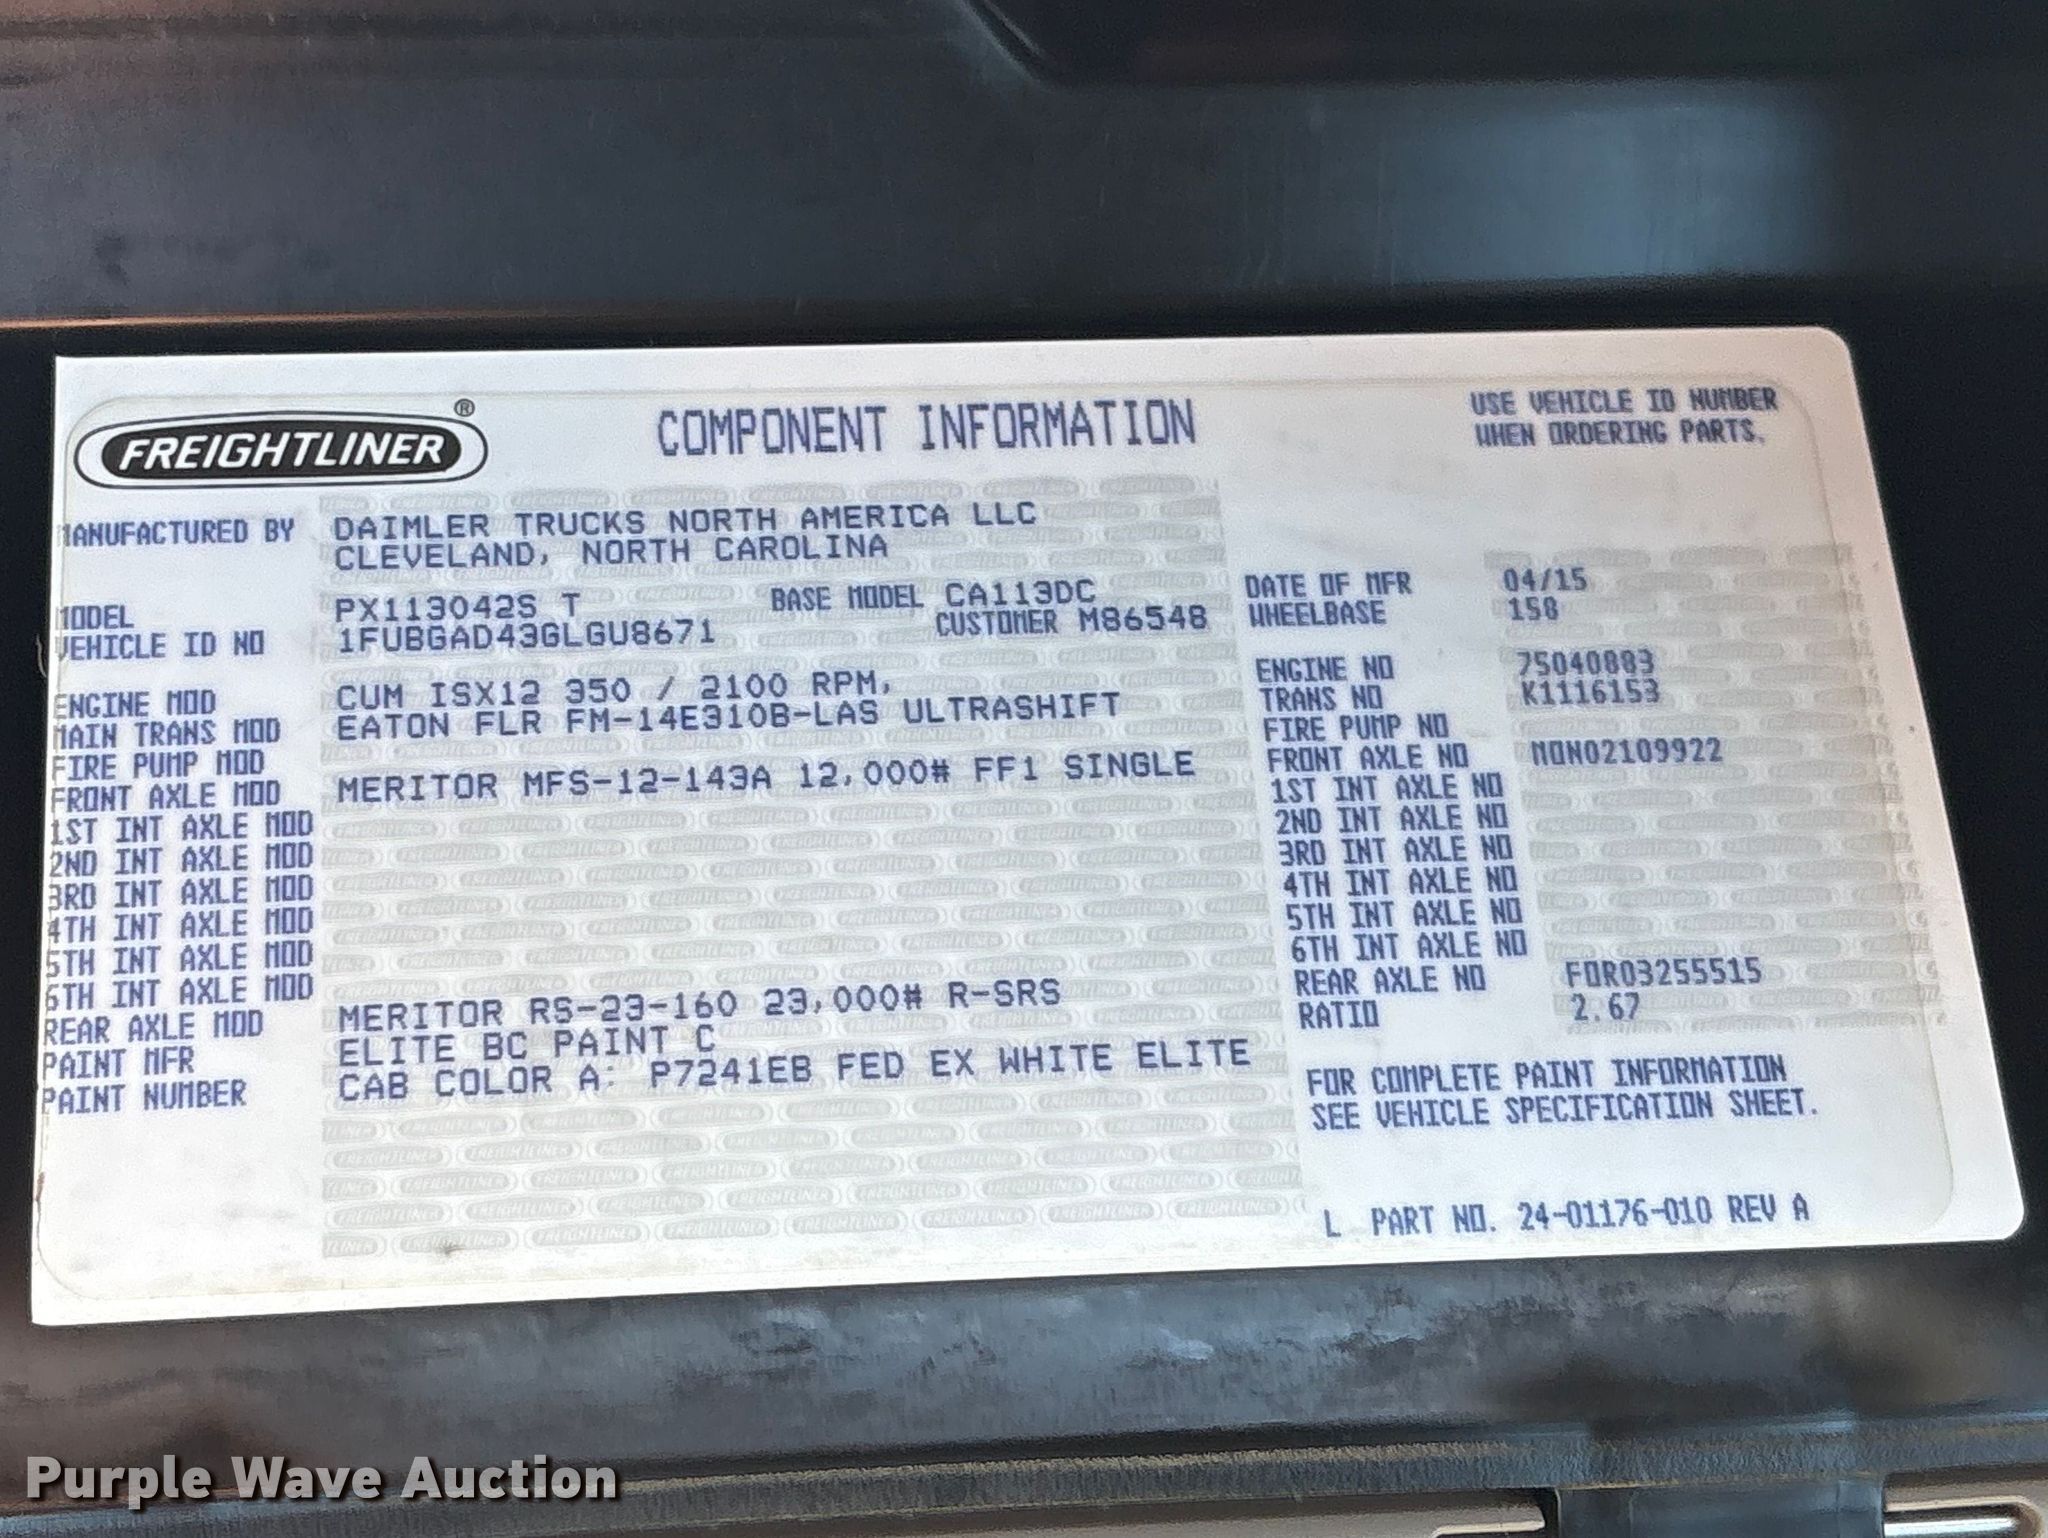 FREIGHTLINER ®
COMPONENT INFORMATION
USE VEHICLE ID NUMBER
WHEN ORDERING PARTS.
MANUFACTURED BY DAIMLER TRUCKS NORTH AMERICA LLC
CLEVELAND, NORTH CAROLINA
MODEL PX113042S T BASE MODEL CA113DC
VEHICLE ID NO 1FUBGAD43GLGU8671 CUSTOMER M86548
ENGINE MOD CUM ISX12 350 / 2100 RPM,
MAIN TRANS MOD EATON FLR FM-14E310B-LAS ULTRASHIFT
FIRE PUMP MOD
FRONT AXLE MOD MERITOR MFS-12-143A 12,000# FF1 SINGLE
1ST INT AXLE MOD
2ND INT AXLE MOD
3RD INT AXLE MOD
4TH INT AXLE MOD
5TH INT AXLE MOD
6TH INT AXLE MOD
REAR AXLE MOD MERITOR RS-23-160 23,000# R-SRS
PAINT MFR ELITE BC PAINT C
PAINT NUMBER CAB COLOR A: P7241EB FED EX WHITE ELITE
DATE OF MFR 04/15
WHEELBASE 158
ENGINE NO 75040883
TRANS NO K1116153
FIRE PUMP NO
FRONT AXLE NO NON02109922
1ST INT AXLE NO
2ND INT AXLE NO
3RD INT AXLE NO
4TH INT AXLE NO
5TH INT AXLE NO
6TH INT AXLE NO
REAR AXLE NO FOR03255515
RATIO 2.67
FOR COMPLETE PAINT INFORMATION
SEE VEHICLE SPECIFICATION SHEET.
L PART NO. 24-01176-010 REV A
Purple Wave Auction